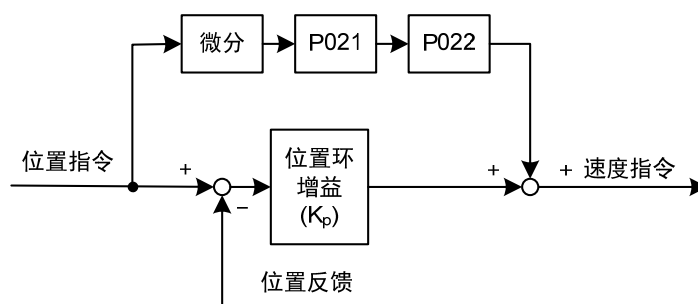 微分
P021
P022
位置指令
+
−
位置环
增益
(Kp)
+
+
速度指令
位置反馈